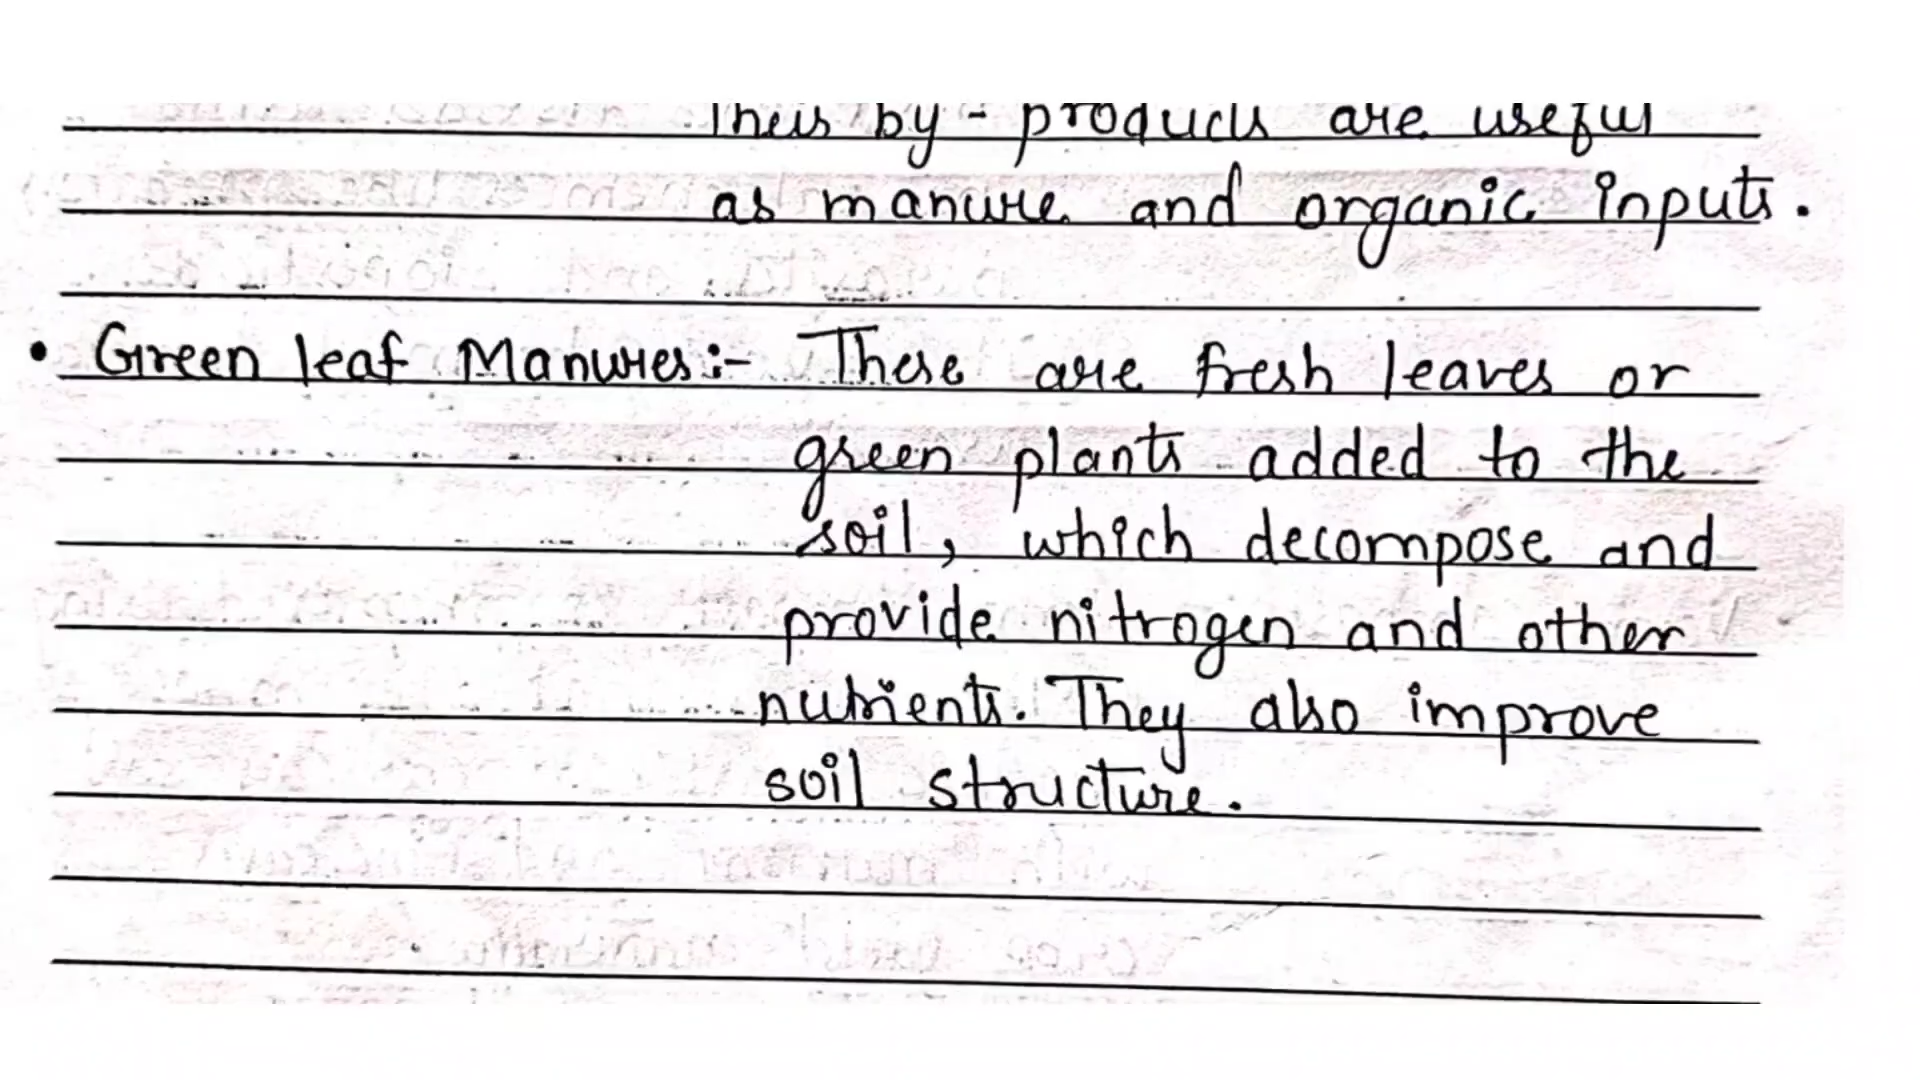 Their by - products are useful
as manure and organic inputs.
• Green leaf Manures:- These are fresh leaves or
green plants added to the
soil, which decompose and
provide nitrogen and other
nutrients. They also improve
soil structure.